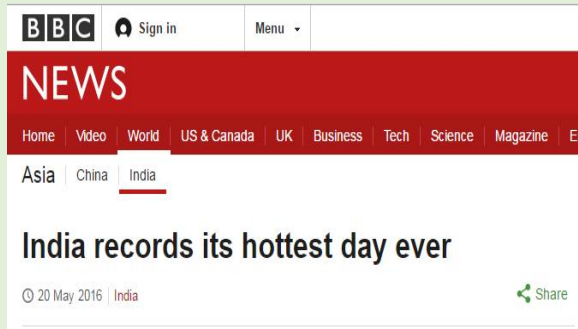 BBC Sign in Menu
NEWS
Home Video World US & Canada UK Business Tech Science Magazine E
Asia China India
India records its hottest day ever
20 May 2016 India Share